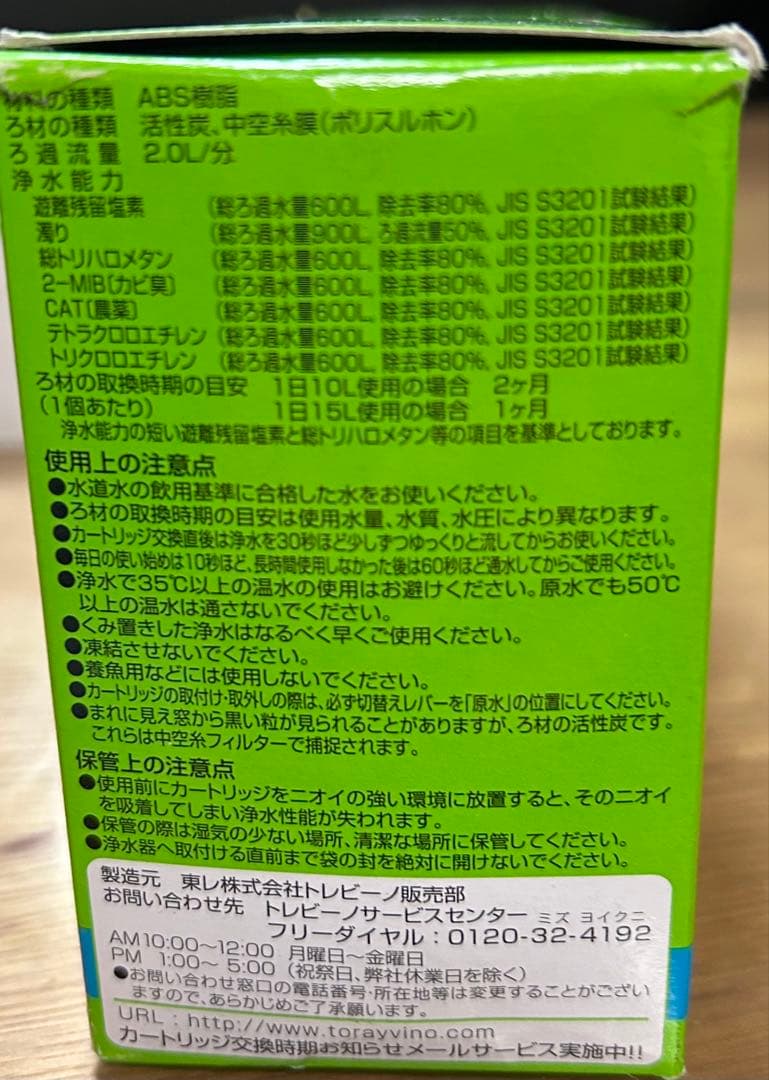 材料の種類 ABS樹脂
ろ材の種類 活性炭、中空糸膜(ポリスルホン)
ろ過流量 2.0L/分
浄水能力
遊離残留塩素 (総ろ過水量600L, 除去率80%, JIS S3201試験結果)
濁り (総ろ過水量900L, ろ過流量50%, JIS S3201試験結果)
総トリハロメタン (総ろ過水量600L, 除去率80%, JIS S3201試験結果)
2-MIB[カビ臭] (総ろ過水量600L, 除去率80%, JIS S3201試験結果)
CAT[農薬] (総ろ過水量600L, 除去率80%, JIS S3201試験結果)
テトラクロロエチレン (総ろ過水量600L, 除去率80%, JIS S3201試験結果)
トリクロロエチレン (総ろ過水量600L, 除去率80%, JIS S3201試験結果)
ろ材の取換時期の目安 1日10L使用の場合 2ヶ月
(1個あたり) 1日15L使用の場合 1ヶ月
浄水能力の短い遊離残留塩素と総トリハロメタン等の項目を基準としております。
使用上の注意点
●水道水の飲用基準に合格した水をお使いください。
●ろ材の取換時期の目安は使用水量、水質、水圧により異なります。
●カートリッジ交換直後は浄水を30秒ほど少しずつゆっくりと流してからお使いください。
●毎日の使い始めは10秒ほど、長時間使用しなかった後は60秒ほど通水してからご使用ください。
●浄水で35℃以上の温水の使用はお避けください。原水でも50℃
以上の温水は通さないでください。
●くみ置きした浄水はなるべく早くご使用ください。
●凍結させないでください。
●養魚用などには使用しないでください。
●カートリッジの取付け・取外しの際は、必ず切替えレバーを「原水」の位置にしてください。
●まれに見え窓から黒い粒が見られることがありますが、ろ材の活性炭です。
これらは中空糸フィルターで捕捉されます。
保管上の注意点
●使用前にカートリッジをニオイの強い環境に放置すると、そのニオイ
を吸着してしまい浄水性能が失われます。
●保管の際は湿気の少ない場所、清潔な場所に保管してください。
●浄水器へ取付ける直前まで袋の封を絶対に開けないでください。
製造元 東レ株式会社トレビーノ販売部
お問い合わせ先 トレビーノサービスセンター ミズ ヨイクニ
フリーダイヤル:0120-32-4192
AM10:00～12:00 月曜日～金曜日
PM 1:00～ 5:00 (祝祭日、弊社休業日を除く)
●お問い合わせ窓口の電話番号・所在地等は変更することがござい
ますので、あらかじめご了承願います。
URL : http://www.torayvino.com
カートリッジ交換時期お知らせメールサービス実施中!!